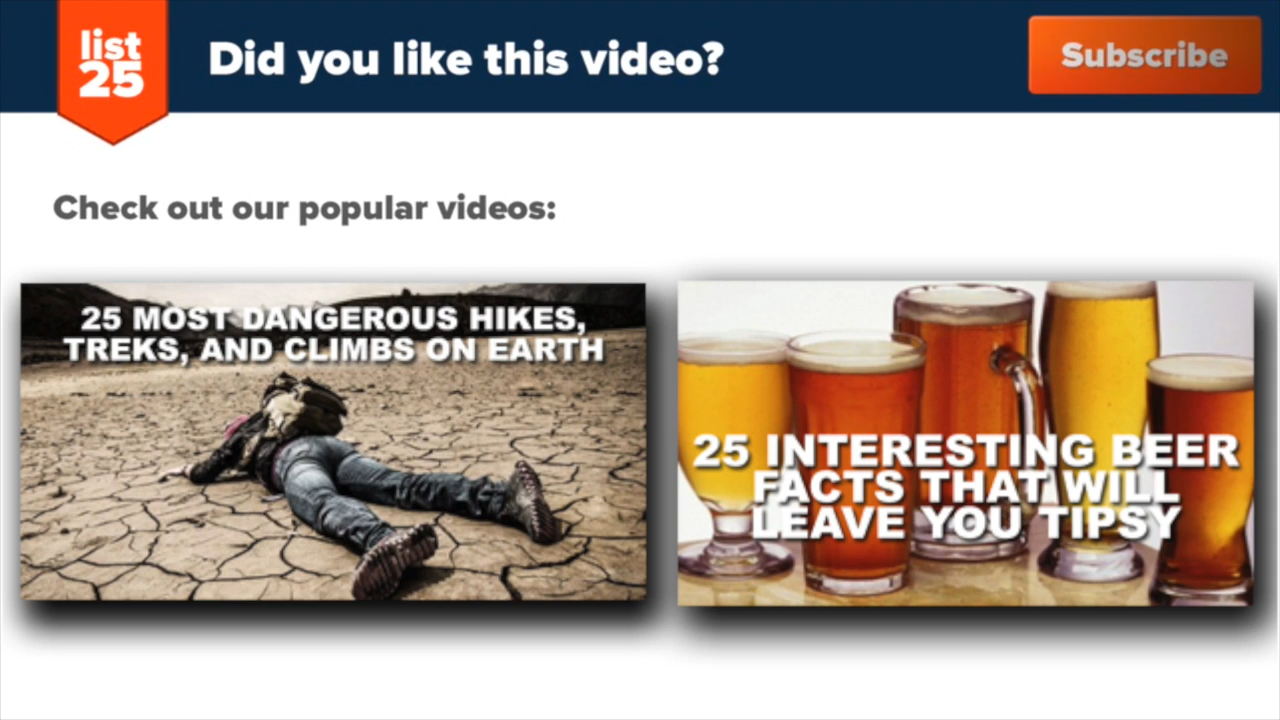 list
25
Did you like this video?
Subscribe
Check out our popular videos:
25 MOST DANGEROUS HIKES,
TREKS, AND CLIMBS ON EARTH
25 INTERESTING BEER
FACTS THAT WILL
LEAVE YOU TIPSY